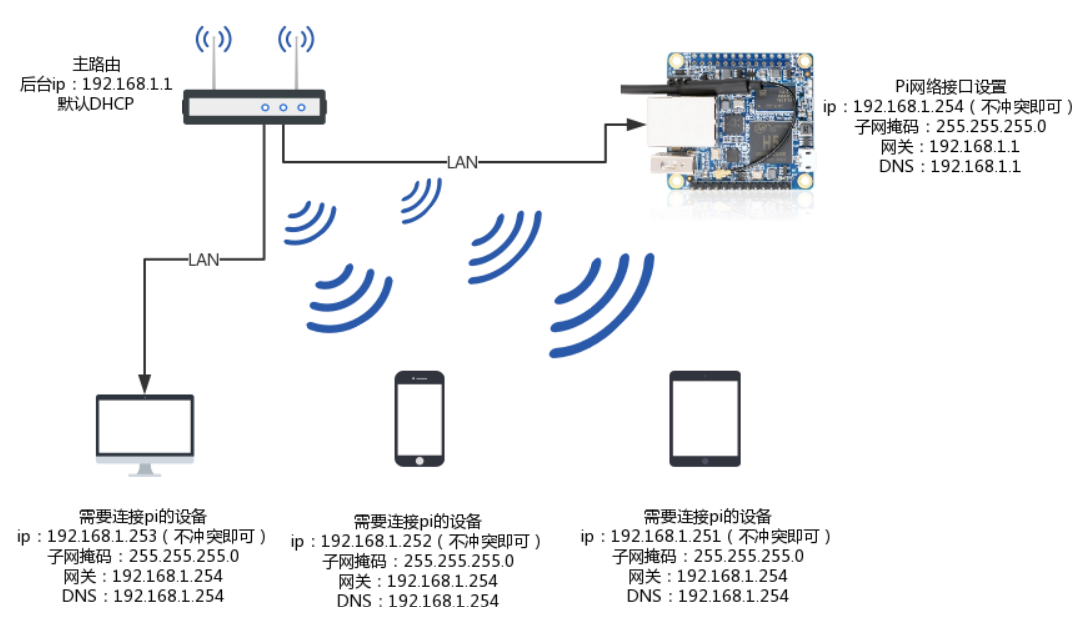 主路由
后台ip：192.168.1.1
默认DHCP
Pi网络接口设置
ip：192.168.1.254（不冲突即可）
子网掩码：255.255.255.0
网关：192.168.1.1
DNS：192.168.1.1
LAN
LAN
需要连接pi的设备
ip：192.168.1.253（不冲突即可）
子网掩码：255.255.255.0
网关：192.168.1.254
DNS：192.168.1.254
需要连接pi的设备
ip：192.168.1.252（不冲突即可）
子网掩码：255.255.255.0
网关：192.168.1.254
DNS：192.168.1.254
需要连接pi的设备
ip：192.168.1.251（不冲突即可）
子网掩码：255.255.255.0
网关：192.168.1.254
DNS：192.168.1.254